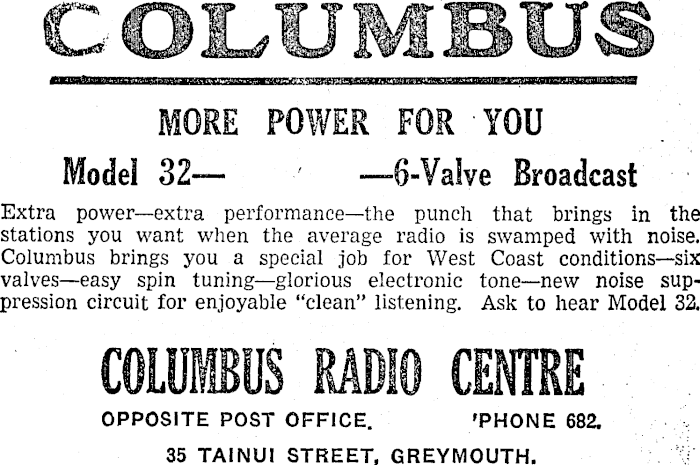 COLUMBUS
MORE POWER FOR YOU
Model 32— —6-Valve Broadcast
Extra power—extra performance—the punch that brings in the
stations you want when the average radio is swamped with noise.
Columbus brings you a special job for West Coast conditions—six
valves—easy spin tuning—glorious electronic tone—new noise sup-
pression circuit for enjoyable “clean” listening. Ask to hear Model 32.
COLUMBUS RADIO CENTRE
OPPOSITE POST OFFICE. 'PHONE 682.
35 TAINUI STREET, GREYMOUTH.